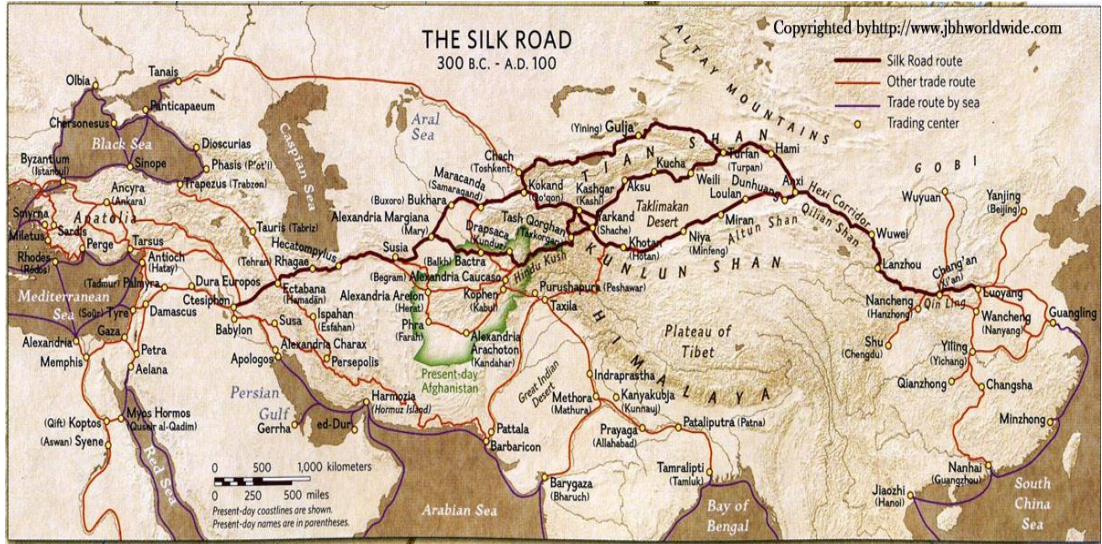 THE SILK ROAD
300 B.C. - A.D. 100
Copyrighted byhttp://www.jbhworldwide.com
Silk Road route
Other trade route
Trade route by sea
Trading center
ALTAY MOUNTAINS
Olbia
Tanais
Panticapaeum
Chersonesus
Black Sea
Dioscurias
Phasis (P'ot'i)
Byzantium
(Istanbul)
Sinope
Trapezus (Trabzon)
Caspian Sea
Aral
Sea
Ancyra
(Ankara)
Anatolia
Smyrna
Sardis
Miletus
Perge
Tarsus
Rhodes
(Ródos)
Antioch
(Hatay)
Tauris (Tabriz)
Hecatompylus
(Tehran) Rhagae
Mediterranean
Sea
(Tadmur) Palmyra
Dura Europos
(Soûr) Tyre
Damascus
Ctesiphon
Ectabana
(Hamadān)
Babylon
Susa
Ispahan
(Esfahan)
Gaza
Alexandria
Memphis
Petra
Aelana
Apologos
Alexandria Charax
Persepolis
Persian
Gulf
Gerrha
ed-Dur
Harmozia
(Hormuz Island)
(Qift) Koptos
Myos Hormos
(Quseir al-Qadim)
(Aswan) Syene
Red Sea
0 500 1,000 kilometers
0 250 500 miles
Present-day coastlines are shown.
Present-day names are in parentheses.
Chach
(Toshkent)
Maracanda
(Samarqand)
(Buxoro) Bukhara
Alexandria Margiana
(Mary)
Susia
Kokand
(Qo'qon)
Drapsaca
(Kunduz)
Tash Qorghan
(Taxkorgan)
(Balkh) Bactra
(Begram) Alexandria Caucaso
Hindu Kush
Alexandria Areion
(Herat)
Kophen
(Kabul)
Purushapura (Peshawar)
Taxila
Phra
(Farah)
Alexandria
Arachoton
(Kandahar)
Present-day
Afghanistan
(Yining) Gulja
TIAN SHAN
Kashgar
(Kashi)
Aksu
Kucha
Weili
Turfan
(Turpan)
Hami
Yarkand
(Shache)
Taklimakan
Desert
Loulan
Dunhuang
Anxi
Hexi Corridor
Miran
Altun Shan
Qilian Shan
Khotan
(Hotan)
Niya
(Minfeng)
KUNLUN SHAN
GOBI
Wuyuan
Yanjing
(Beijing)
Wuwei
Lanzhou
Chang'an
(Xi'an)
Luoyang
Nancheng
(Hanzhong)
Qin Ling
Wancheng
(Nanyang)
Guangling
Shu
(Chengdu)
Yiling
(Yichang)
Qianzhong
Changsha
Minzhong
Nanhai
(Guangzhou)
Jiaozhi
(Hanoi)
South
China
Sea
Plateau of
Tibet
HIMALAYA
Great Indian
Desert
Indraprastha
Methora
(Mathura)
Kanyakubja
(Kunnauj)
Prayaga
(Allahabad)
Pataliputra (Patna)
Pattala
Barbaricon
Barygaza
(Bharuch)
Tamralipti
(Tamluk)
Arabian Sea
Bay of
Bengal